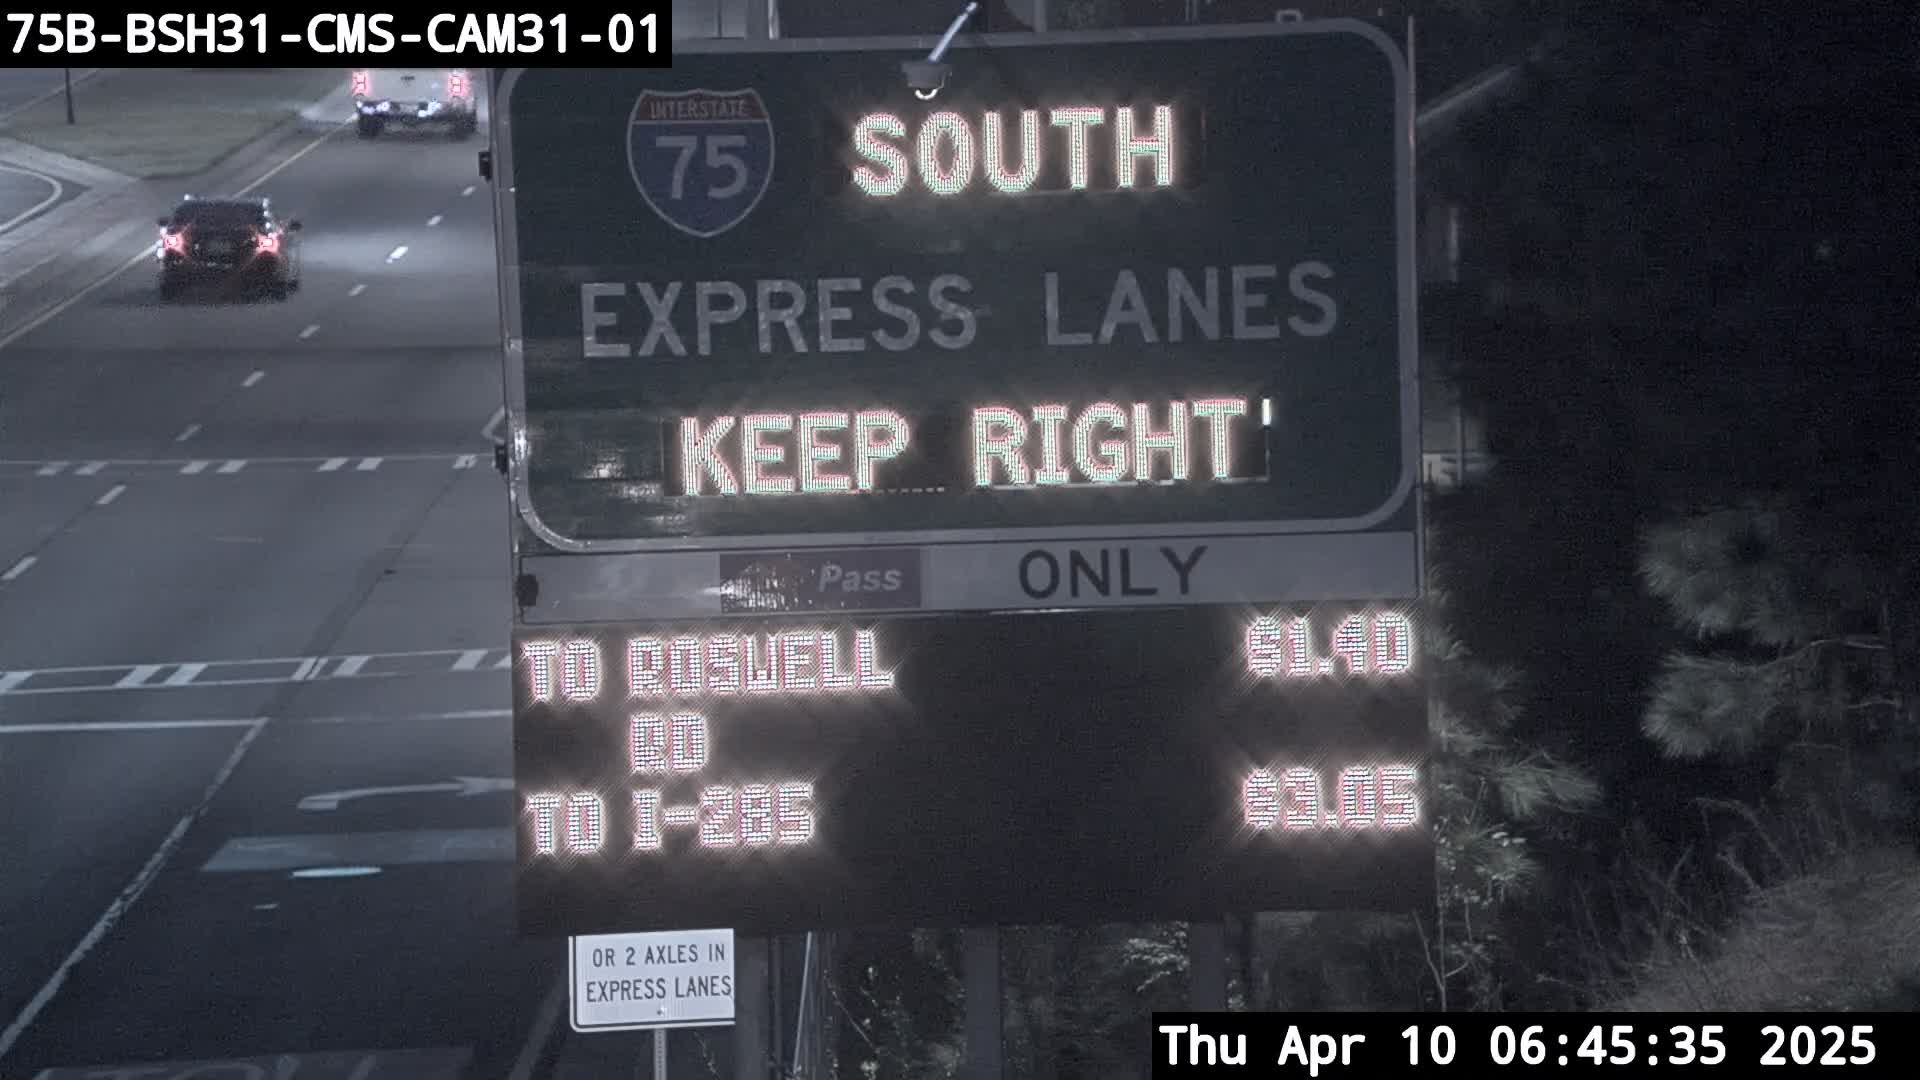 75B-BSH31-CMS-CAM31-01
INTERSTATE
75
SOUTH
EXPRESS LANES
KEEP RIGHT
Pass
ONLY
TO ROSWELL $1.40
RD
TO I-285 $3.05
OR 2 AXLES IN
EXPRESS LANES
Thu Apr 10 06:45:35 2025